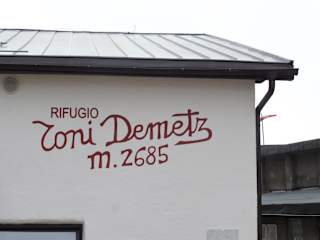 RIFUGIO
Toni Demetz
m. 2685